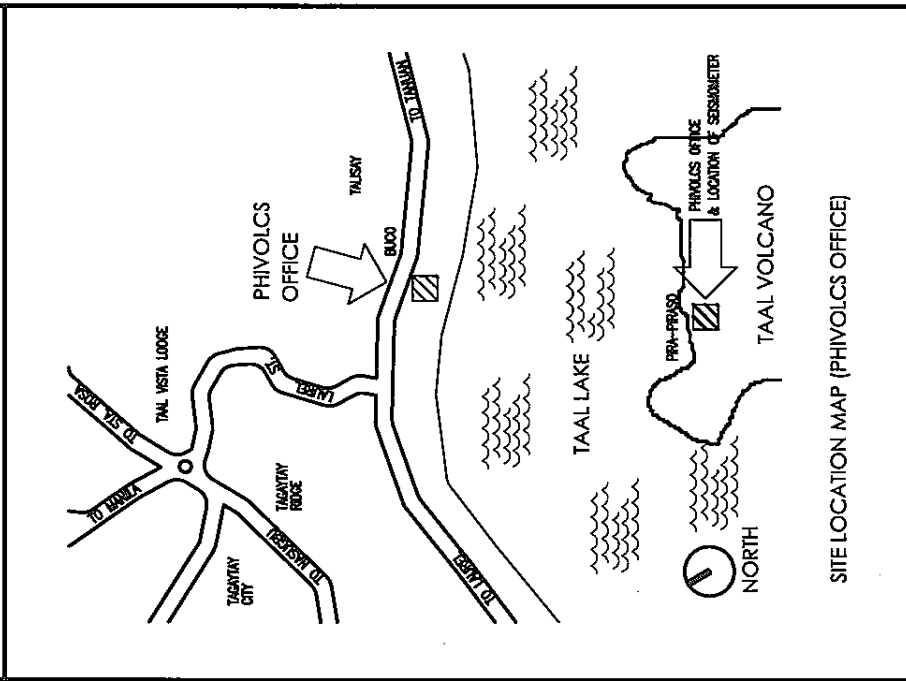 TO MANILA
TO STA. ROSA
TAAL VISTA LODGE
TAGAYTAY
CITY
TAGAYTAY
RIDGE
TO NASUGBU
LAUREL ST.
PHIVOLCS
OFFICE
BUCO
TALISAY
TO TANAUAN
TO LAUREL
TAAL LAKE
PIRA-PIRASO
PHIVOLCS OFFICE
& LOCATION OF SEISMOMETER
TAAL VOLCANO
NORTH
SITE LOCATION MAP (PHIVOLCS OFFICE)